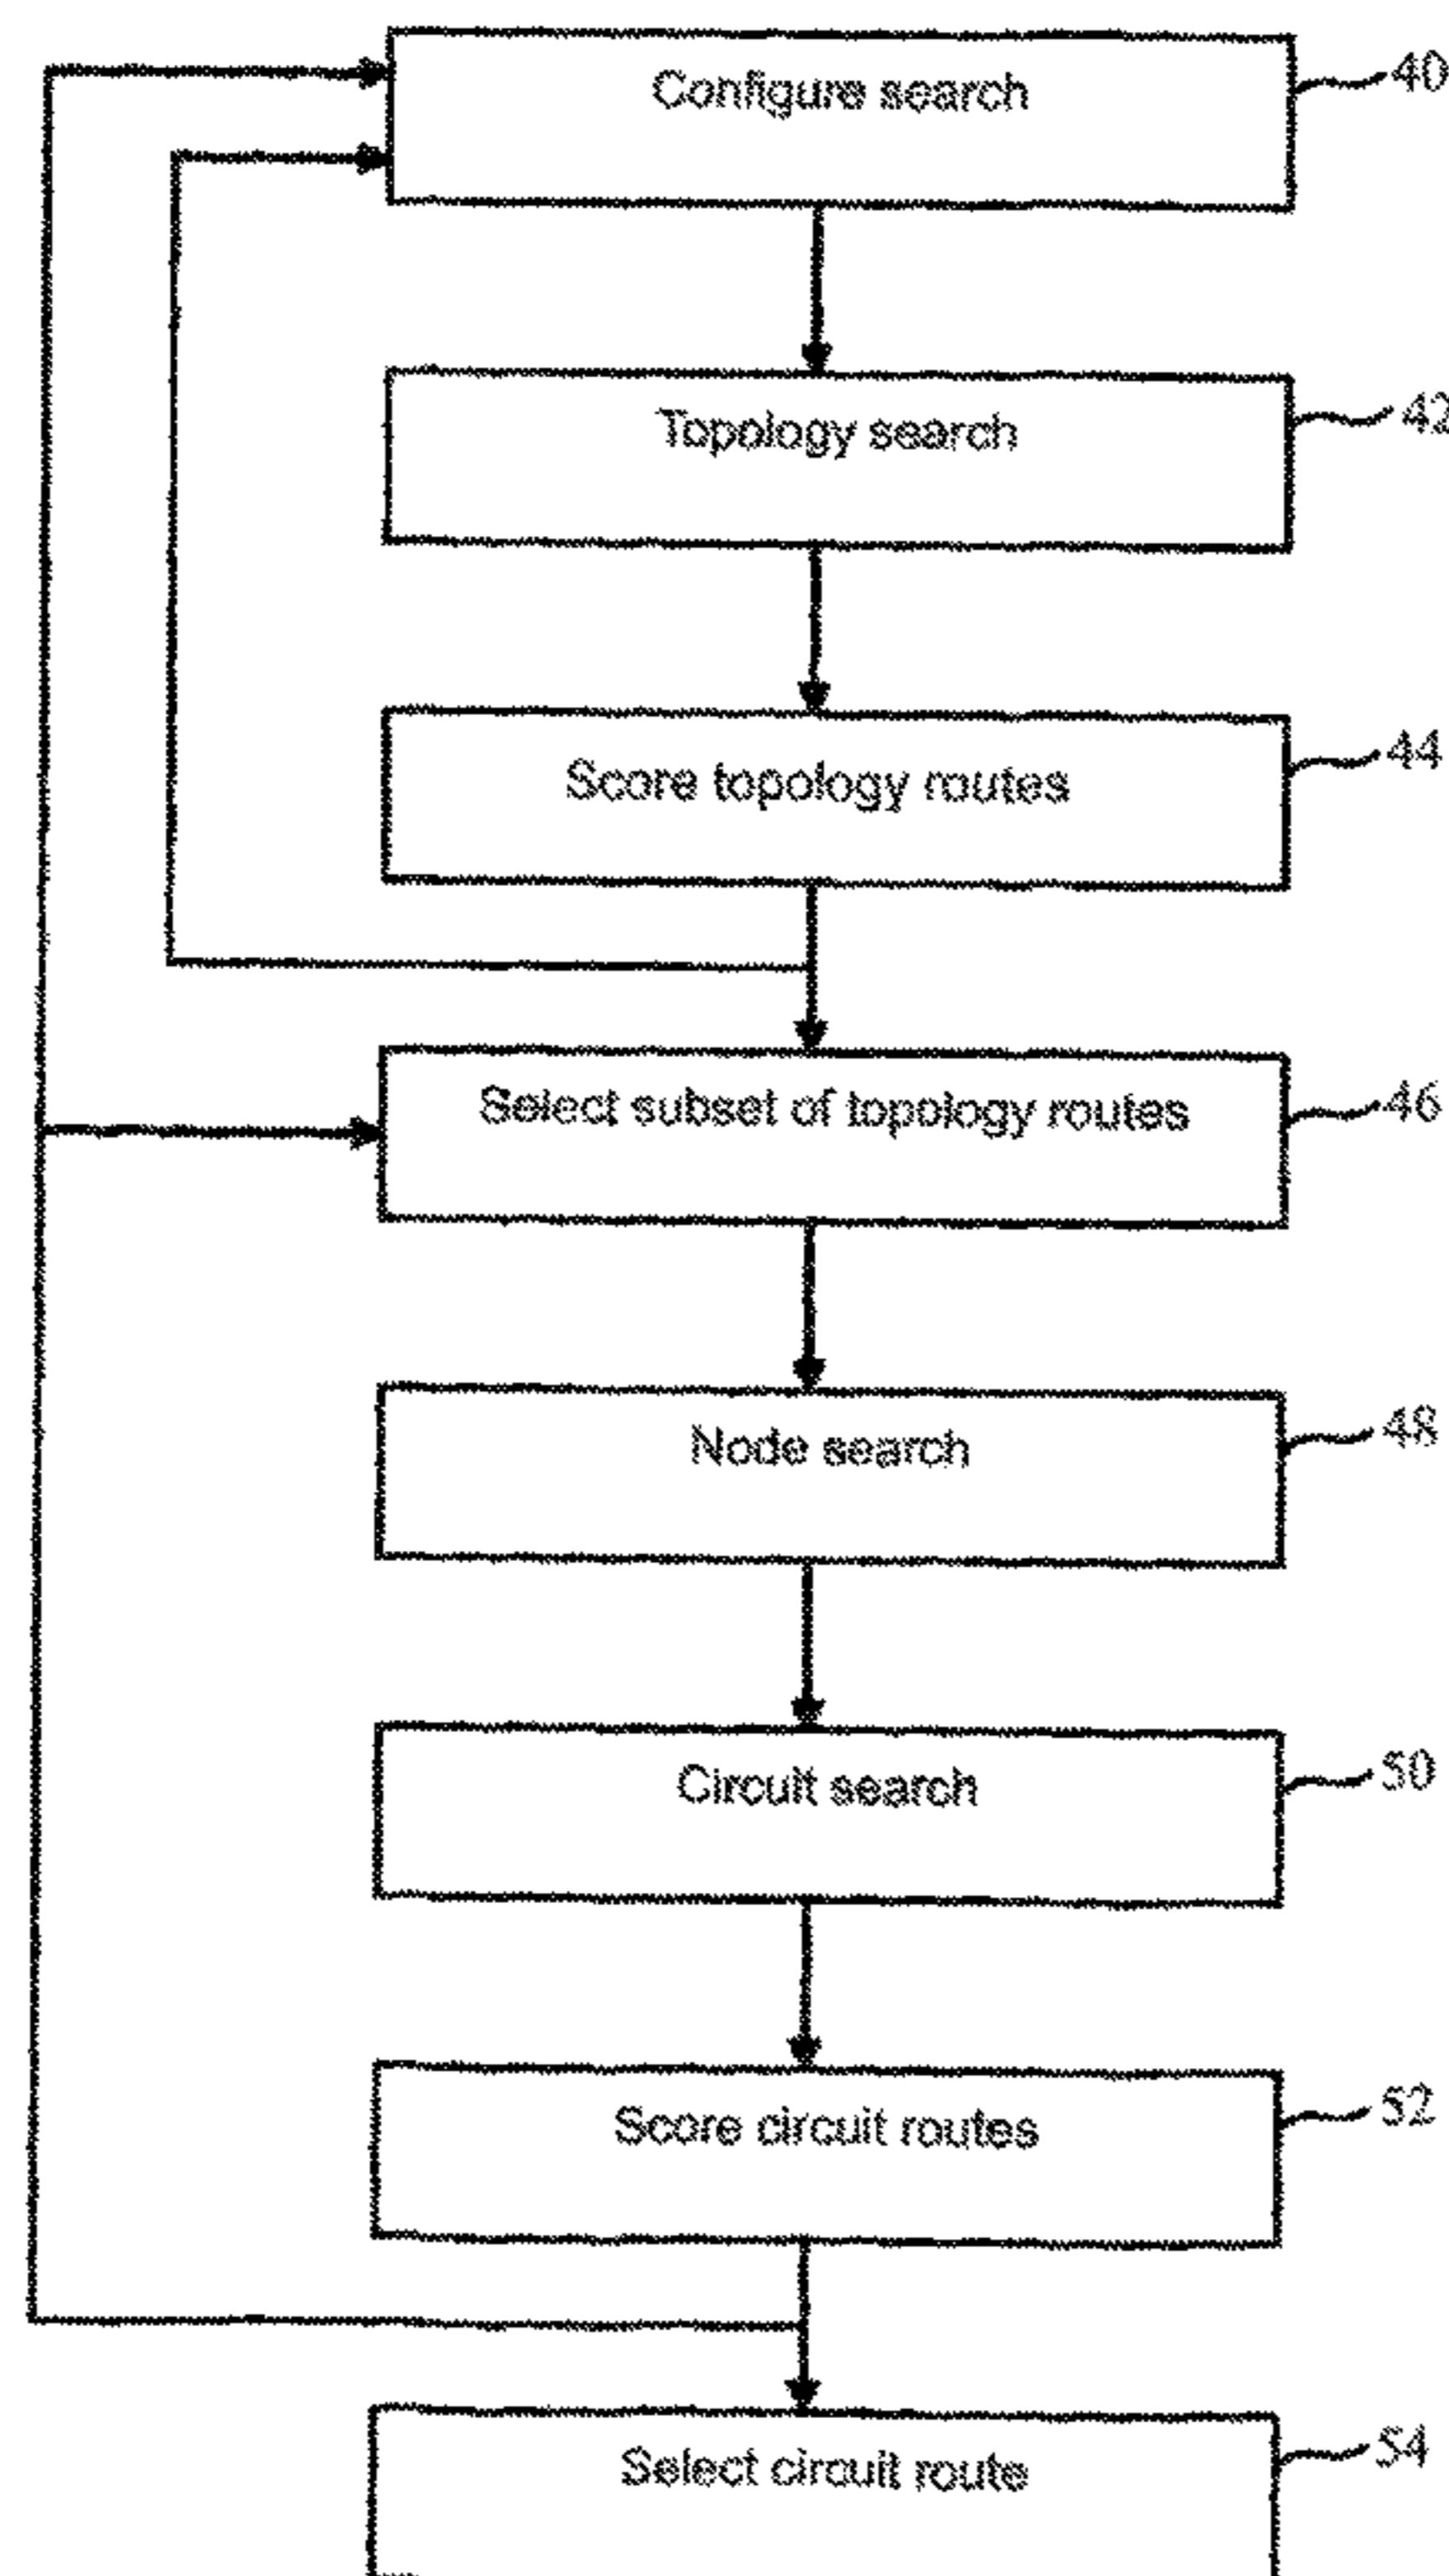 Configure search
40
Topology search
42
Score topology routes
44
Select subset of topology routes
46
Node search
48
Circuit search
50
Score circuit routes
52
Select circuit route
54